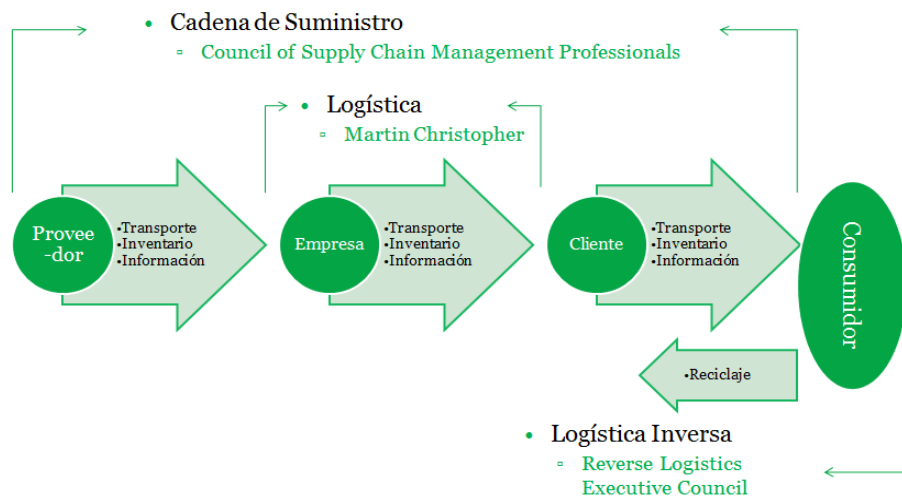 • Cadena de Suministro
▫ Council of Supply Chain Management Professionals
• Logística
▫ Martin Christopher
Provee
-dor
•Transporte
•Inventario
•Información
Empresa
•Transporte
•Inventario
•Información
Cliente
•Transporte
•Inventario
•Información
Consumidor
•Reciclaje
• Logística Inversa
▫ Reverse Logistics
Executive Council